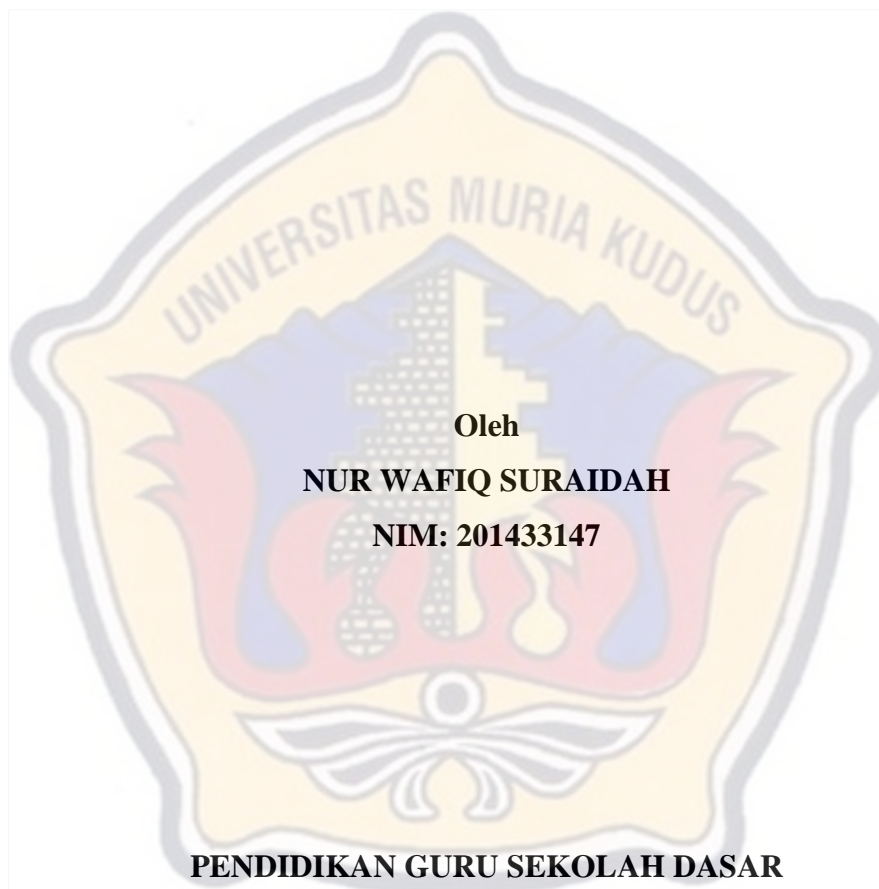 UNIVERSITAS MURIA KUDUS
Oleh
NUR WAFIQ SURAIDAH
NIM: 201433147
PENDIDIKAN GURU SEKOLAH DASAR